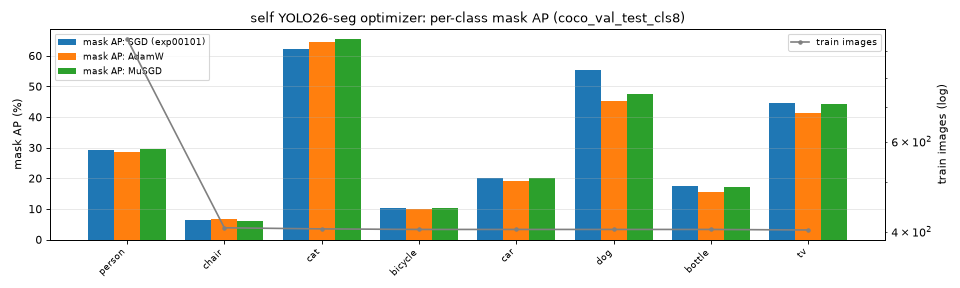 self YOLO26-seg optimizer: per-class mask AP (coco_val_test_cls8)
mask AP: SGD (exp00101)
mask AP: AdamW
mask AP: MuSGD
train images
mask AP (%)
60
50
40
30
20
10
0
train images (log)
6 × 10²
4 × 10²
person
chair
cat
bicycle
car
dog
bottle
tv